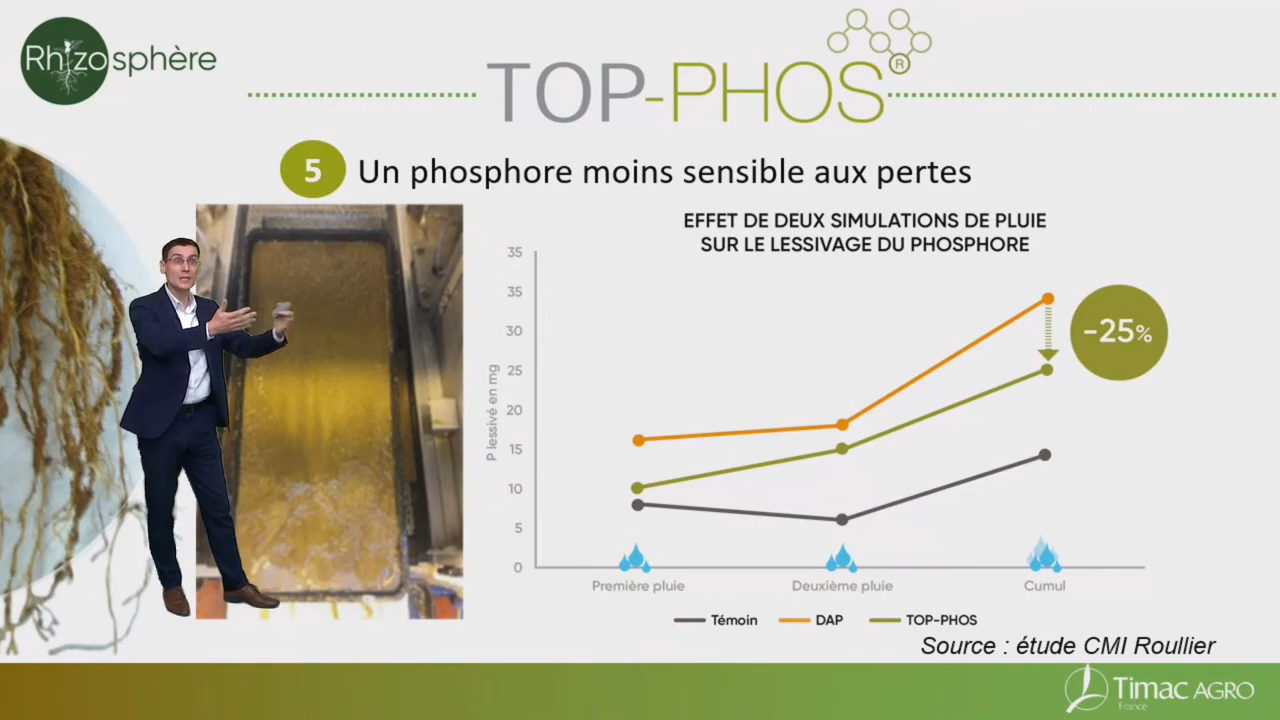 Rhizosphère
TOP-PHOS
R
5 Un phosphore moins sensible aux pertes
EFFET DE DEUX SIMULATIONS DE PLUIE
SUR LE LESSIVAGE DU PHOSPHORE
P lessivé en mg
35
35
30
25
20
15
10
5
0
-25%
Première pluie Deuxième pluie Cumul
Témoin DAP TOP-PHOS
Source : étude CMI Roullier
Timac AGRO
France